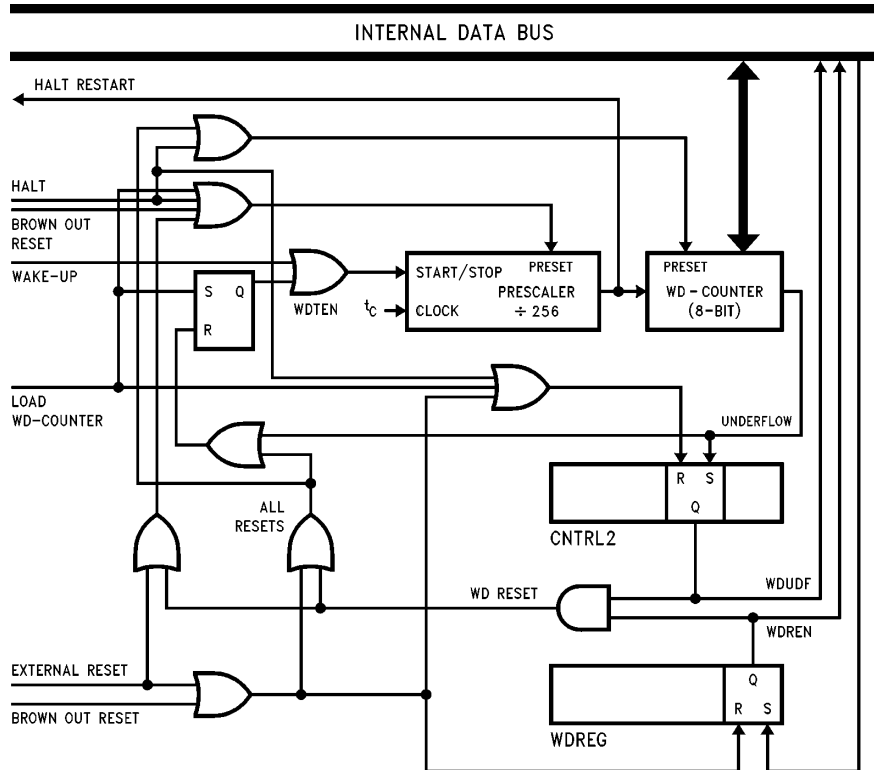 INTERNAL DATA BUS
HALT RESTART
HALT
BROWN OUT
RESET
WAKE-UP
S Q
R
WDTEN
START/STOP PRESET
PRESCALER
÷ 256
tC CLOCK
PRESET
WD-COUNTER
(8-BIT)
LOAD
WD-COUNTER
UNDERFLOW
R S
Q
CNTRL2
ALL
RESETS
WD RESET
WDUDF
WDREN
EXTERNAL RESET
BROWN OUT RESET
Q
R S
WDREG